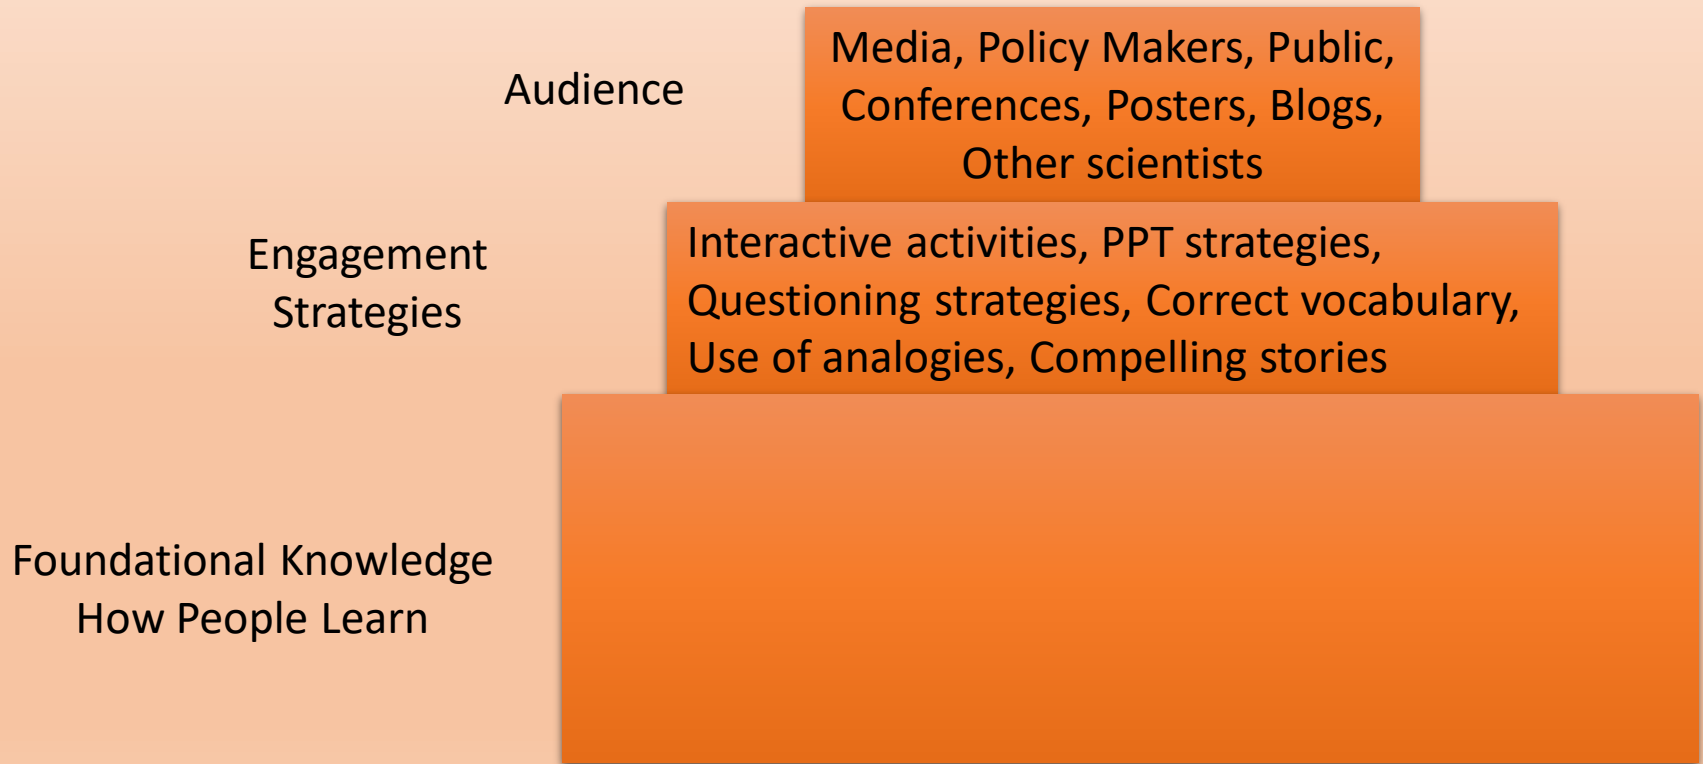 Audience
Media, Policy Makers, Public,
Conferences, Posters, Blogs,
Other scientists
Engagement
Strategies
Interactive activities, PPT strategies,
Questioning strategies, Correct vocabulary,
Use of analogies, Compelling stories
Foundational Knowledge
How People Learn